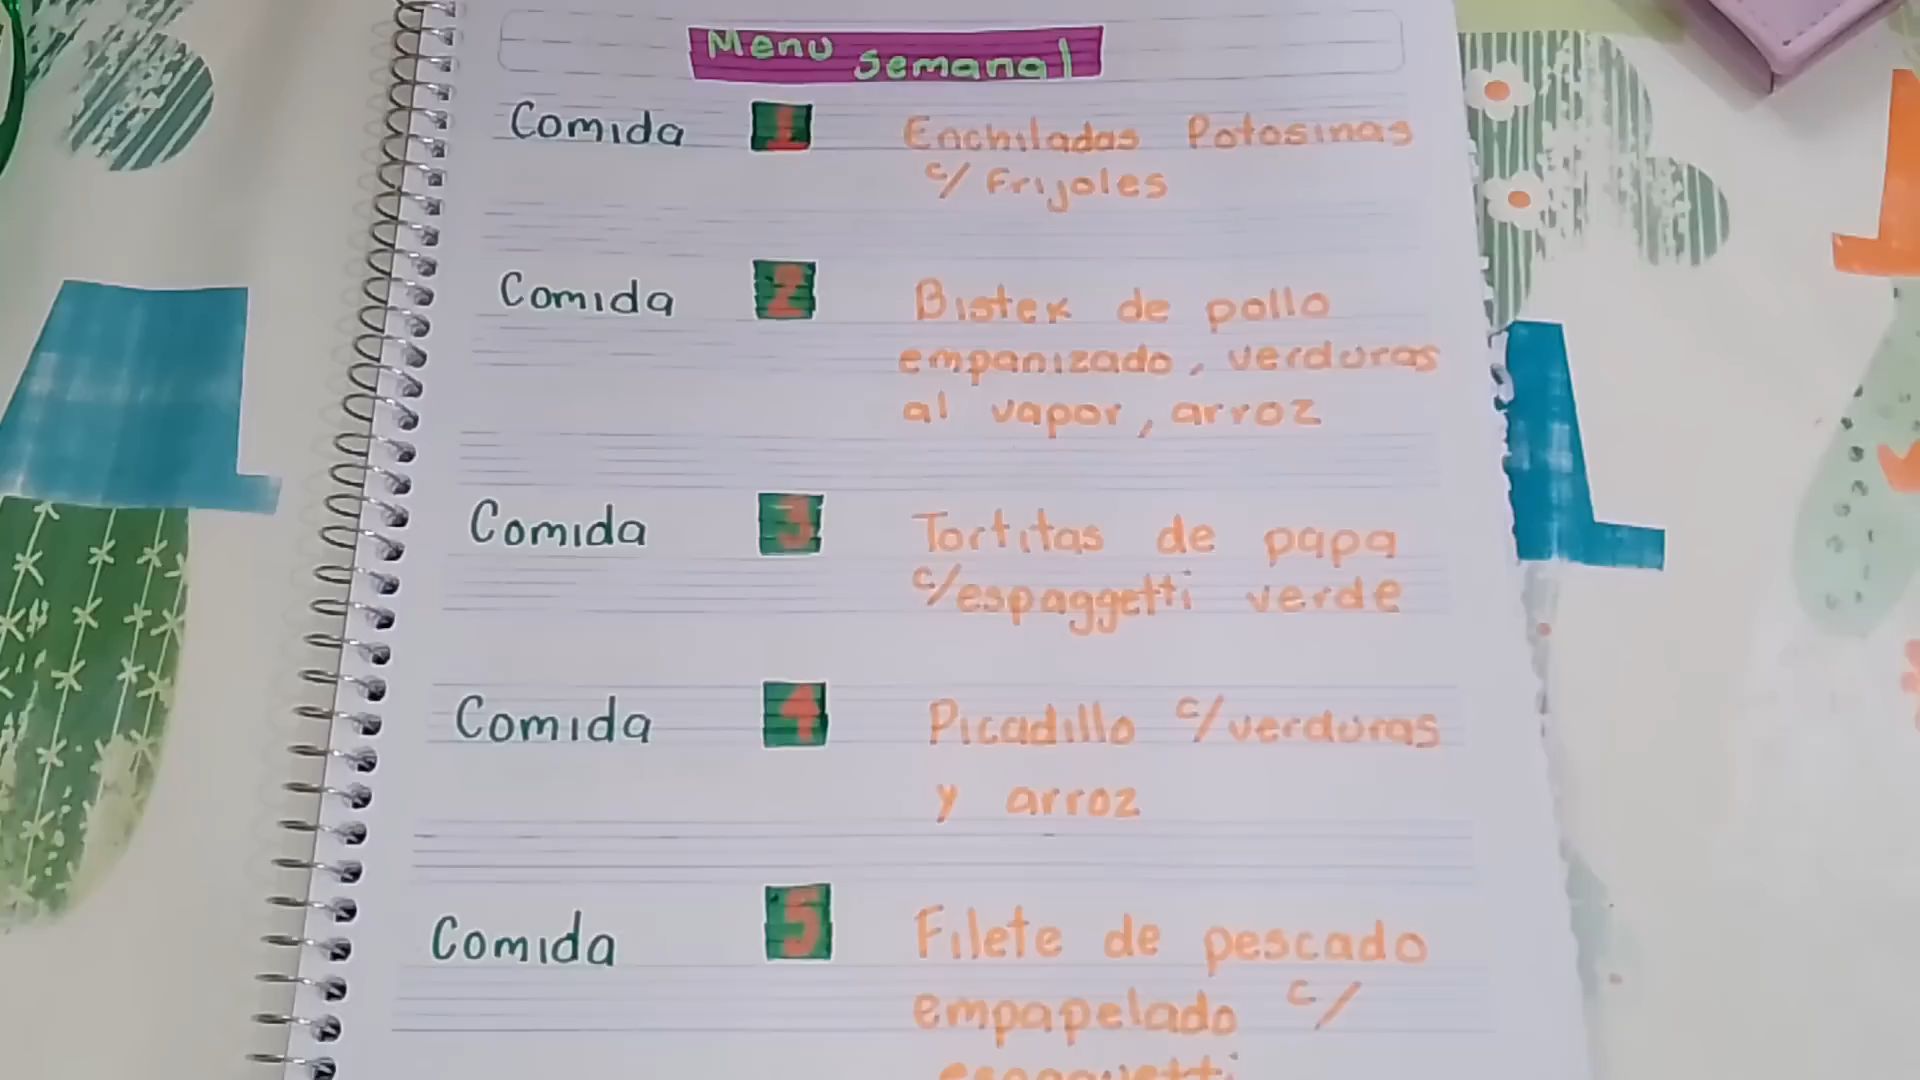 Menu semanal
Comida 1 Enchiladas Potosinas
c/ Frijoles
Comida 2 Bistek de pollo
empanizado, verduras
al vapor, arroz
Comida 3 Tortitas de papa
c/espaggetti verde
Comida 4 Picadillo c/verduras
y arroz
Comida 5 Filete de pescado
empapelado c/